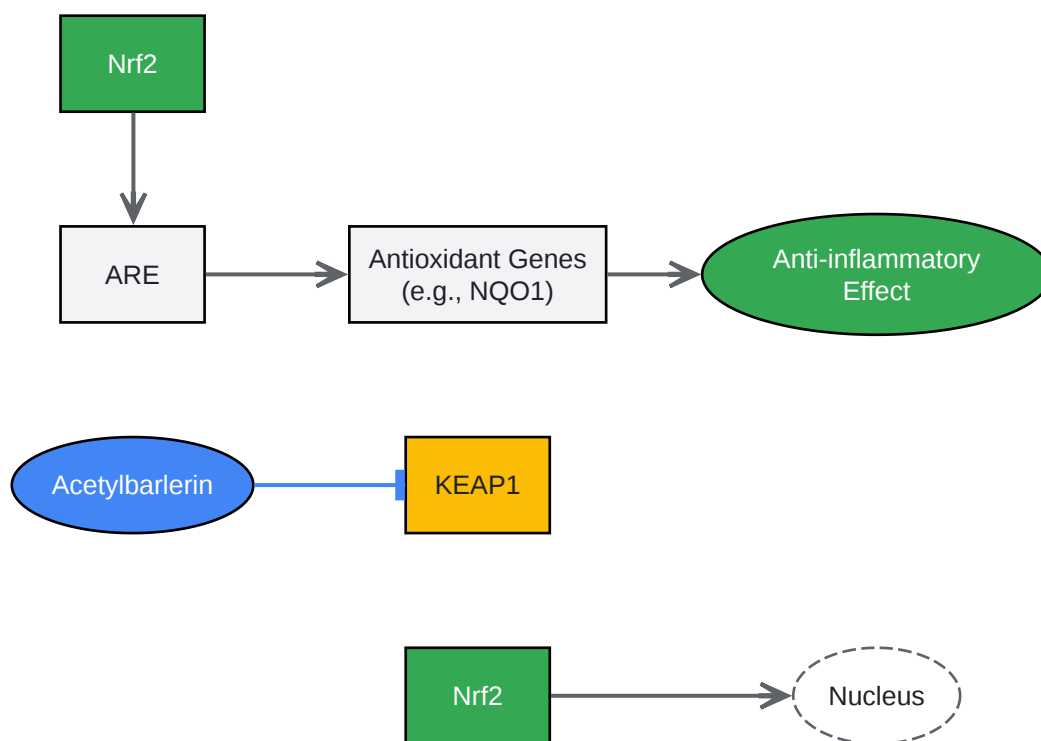 Nrf2
ARE
Antioxidant Genes
(e.g., NQO1)
Anti-inflammatory
Effect
Acetylbarlerin
KEAP1
Nrf2
Nucleus